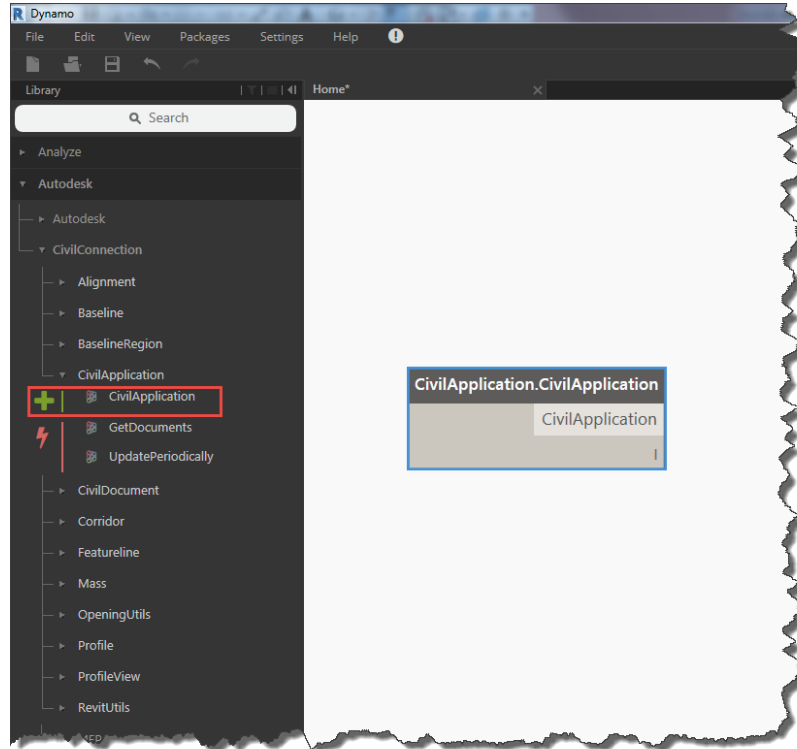 Dynamo
File Edit View Packages Settings Help
Library
Home*
Search
Analyze
Autodesk
Autodesk
CivilConnection
Alignment
Baseline
BaselineRegion
CivilApplication
CivilApplication
GetDocuments
UpdatePeriodically
CivilDocument
Corridor
Featureline
Mass
OpeningUtils
Profile
ProfileView
RevitUtils
CivilApplication.CivilApplication
CivilApplication